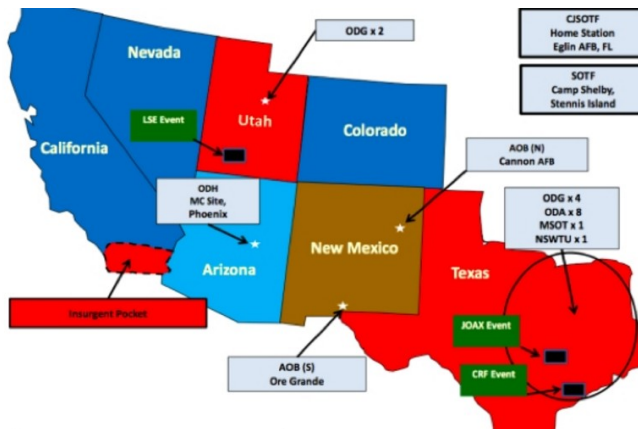 ODG x 2
CJSOTF
Home Station
Eglin AFB, FL
SOTF
Camp Shelby,
Stennis Island
Nevada
LSE Event
Utah
Colorado
California
AOB (N)
Cannon AFB
ODH
MC Site,
Phoenix
ODG x 4
ODA x 8
MSOT x 1
NSWTU x 1
New Mexico
Arizona
Texas
Insurgent Pocket
JOAX Event
AOB (S)
Ore Grande
CRF Event